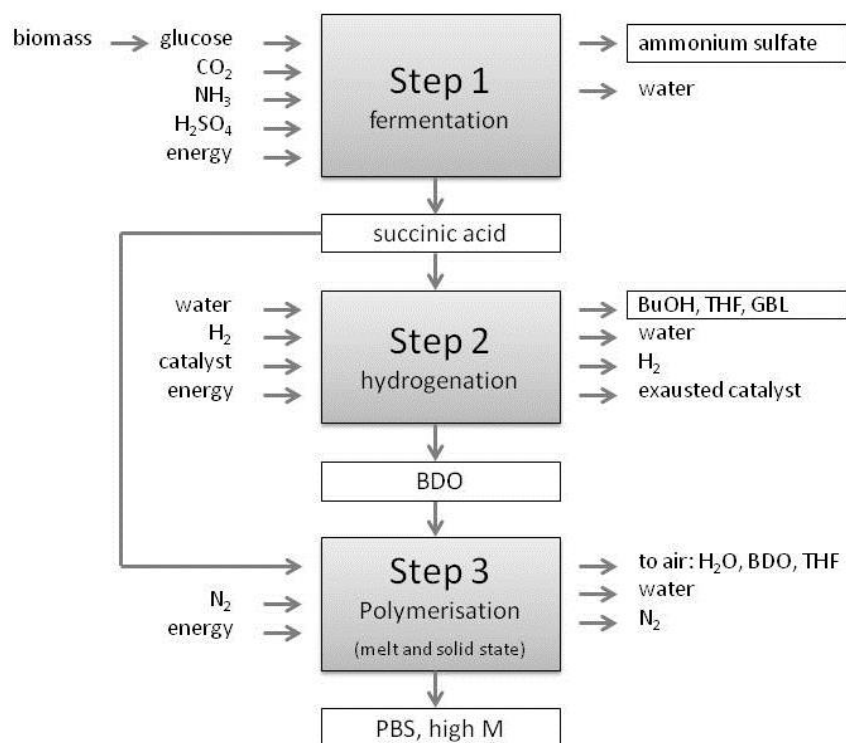 biomass
glucose
CO₂
NH₃
H₂SO₄
energy
Step 1
fermentation
ammonium sulfate
water
succinic acid
water
H₂
catalyst
energy
Step 2
hydrogenation
BuOH, THF, GBL
water
H₂
exausted catalyst
BDO
N₂
energy
Step 3
Polymerisation
(melt and solid state)
to air: H₂O, BDO, THF
water
N₂
PBS, high M